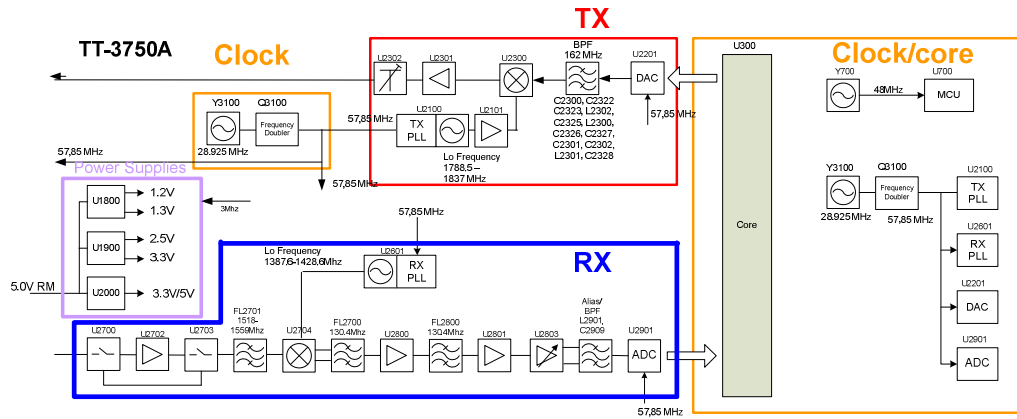 TX
TT-3750A
Clock
U2302
U2301
U2300
BPF
162 MHz
U2201
DAC
C2300, C2322
C2323, L2302,
C2325, L2300,
C2326, C2327,
C2301, C2302,
L2301, C2328
57,85 MHz
Y3100
Q3100
Frequency
Doubler
28.925 MHz
57,85 MHz
U2100
TX
PLL
U2101
Lo Frequency
1788,5–
1837 MHz
57,85 MHz
57,85 MHz
Power Supplies
U1800
1.2V
1.3V
3Mhz
U1900
2.5V
3.3V
5.0V RM
U2000
3.3V/5V
57,85 MHz
Lo Frequency
1387,6-1428,6Mhz
U2601
RX
PLL
RX
U2700
U2702
U2703
FL2701
1518-
1559Mhz
U2704
FL2700
130.4Mhz
U2800
FL2800
130.4Mhz
U2801
U2803
Alias/
BPF
L2901,
C2909
U2901
ADC
57,85 MHz
U300
Core
Clock/core
Y700
48MHz
U700
MCU
Y3100
28.925 MHz
Q3100
Frequency
Doubler
57,85 MHz
U2100
TX
PLL
U2601
RX
PLL
U2201
DAC
U2901
ADC